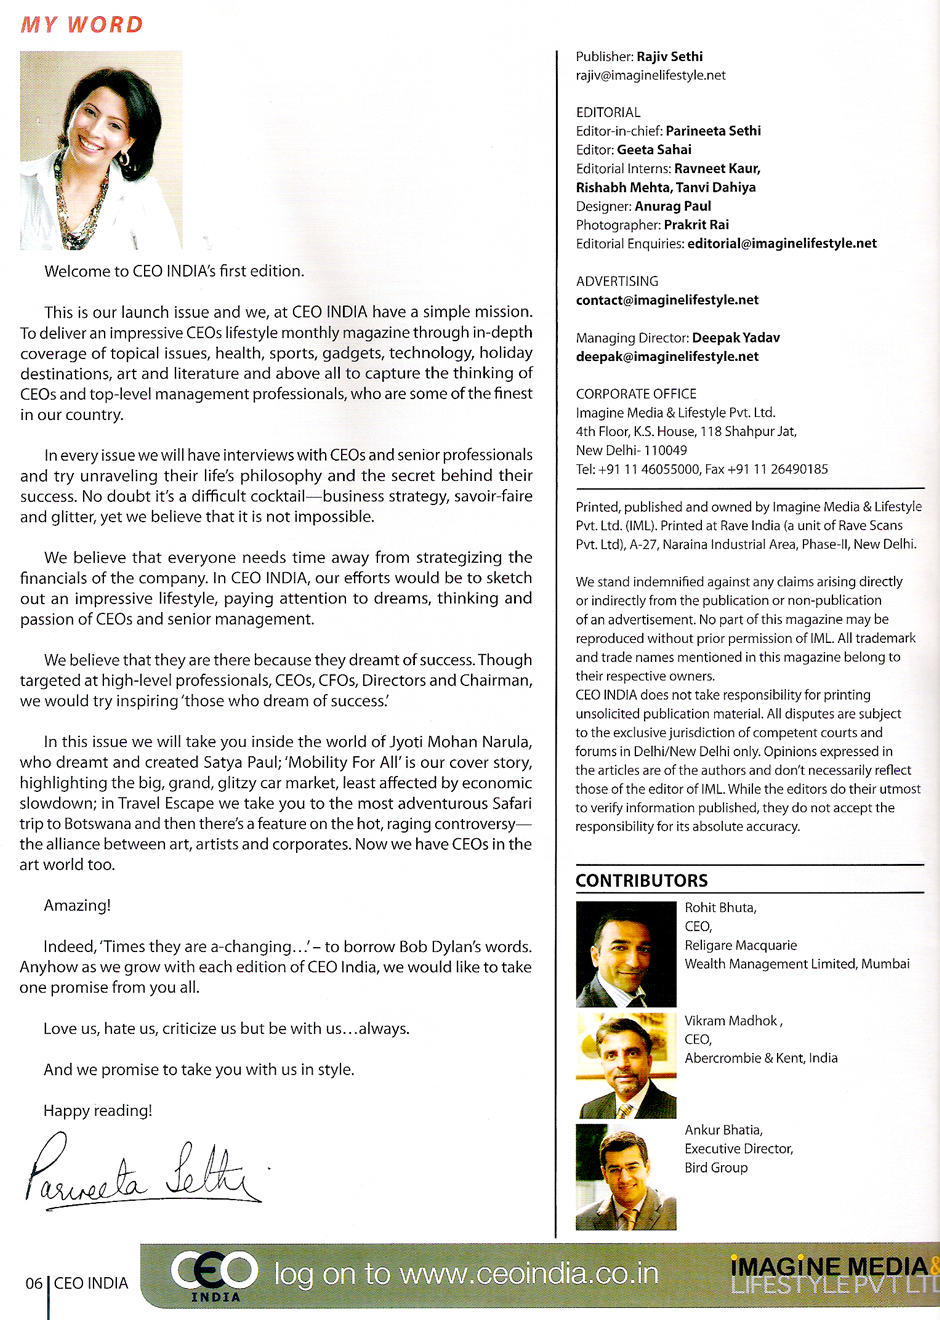 MY WORD
Welcome to CEO INDIA's first edition.
This is our launch issue and we, at CEO INDIA have a simple mission.
To deliver an impressive CEOs lifestyle monthly magazine through in-depth
coverage of topical issues, health, sports, gadgets, technology, holiday
destinations, art and literature and above all to capture the thinking of
CEOs and top-level management professionals, who are some of the finest
in our country.
In every issue we will have interviews with CEOs and senior professionals
and try unraveling their life's philosophy and the secret behind their
success. No doubt it's a difficult cocktail—business strategy, savoir-faire
and glitter, yet we believe that it is not impossible.
We believe that everyone needs time away from strategizing the
financials of the company. In CEO INDIA, our efforts would be to sketch
out an impressive lifestyle, paying attention to dreams, thinking and
passion of CEOs and senior management.
We believe that they are there because they dreamt of success. Though
targeted at high-level professionals, CEOs, CFOs, Directors and Chairman,
we would try inspiring 'those who dream of success.'
In this issue we will take you inside the world of Jyoti Mohan Narula,
who dreamt and created Satya Paul; 'Mobility For All' is our cover story,
highlighting the big, grand, glitzy car market, least affected by economic
slowdown; in Travel Escape we take you to the most adventurous Safari
trip to Botswana and then there's a feature on the hot, raging controversy—
the alliance between art, artists and corporates. Now we have CEOs in the
art world too.
Amazing!
Indeed, 'Times they are a-changing...' – to borrow Bob Dylan's words.
Anyhow as we grow with each edition of CEO India, we would like to take
one promise from you all.
Love us, hate us, criticize us but be with us...always.
And we promise to take you with us in style.
Happy reading!
Parineeta Sethi
Publisher: Rajiv Sethi
rajiv@imaginelifestyle.net
EDITORIAL
Editor-in-chief: Parineeta Sethi
Editor: Geeta Sahai
Editorial Interns: Ravneet Kaur,
Rishabh Mehta, Tanvi Dahiya
Designer: Anurag Paul
Photographer: Prakrit Rai
Editorial Enquiries: editorial@imaginelifestyle.net
ADVERTISING
contact@imaginelifestyle.net
Managing Director: Deepak Yadav
deepak@imaginelifestyle.net
CORPORATE OFFICE
Imagine Media & Lifestyle Pvt. Ltd.
4th Floor, K.S. House, 118 Shahpur Jat,
New Delhi- 110049
Tel: +91 11 46055000, Fax +91 11 26490185
Printed, published and owned by Imagine Media & Lifestyle
Pvt. Ltd. (IML). Printed at Rave India (a unit of Rave Scans
Pvt. Ltd), A-27, Naraina Industrial Area, Phase-II, New Delhi.
We stand indemnified against any claims arising directly
or indirectly from the publication or non-publication
of an advertisement. No part of this magazine may be
reproduced without prior permission of IML. All trademark
and trade names mentioned in this magazine belong to
their respective owners.
CEO INDIA does not take responsibility for printing
unsolicited publication material. All disputes are subject
to the exclusive jurisdiction of competent courts and
forums in Delhi/New Delhi only. Opinions expressed in
the articles are of the authors and don't necessarily reflect
those of the editor of IML. While the editors do their utmost
to verify information published, they do not accept the
responsibility for its absolute accuracy.
CONTRIBUTORS
Rohit Bhuta,
CEO,
Religare Macquarie
Wealth Management Limited, Mumbai
Vikram Madhok ,
CEO,
Abercrombie & Kent, India
Ankur Bhatia,
Executive Director,
Bird Group
06 | CEO INDIA
CEO
INDIA
log on to www.ceoindia.co.in
iMAGiNE MEDIA&
LIFESTYLE PVT LTD